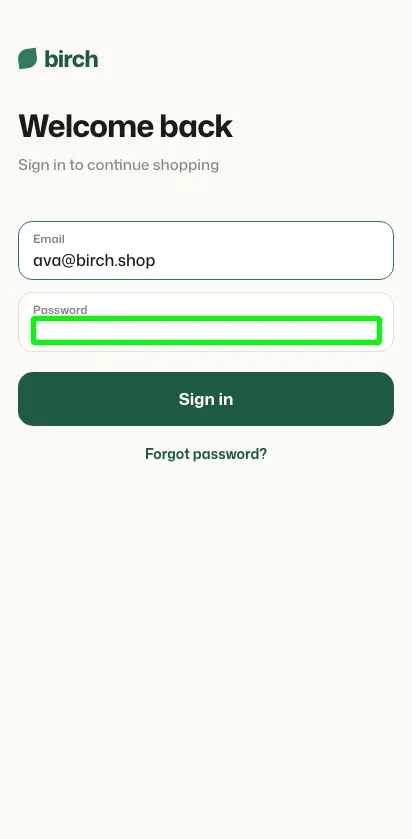 birch
Welcome back
Sign in to continue shopping
Email
ava@birch.shop
Password
Sign in
Forgot password?